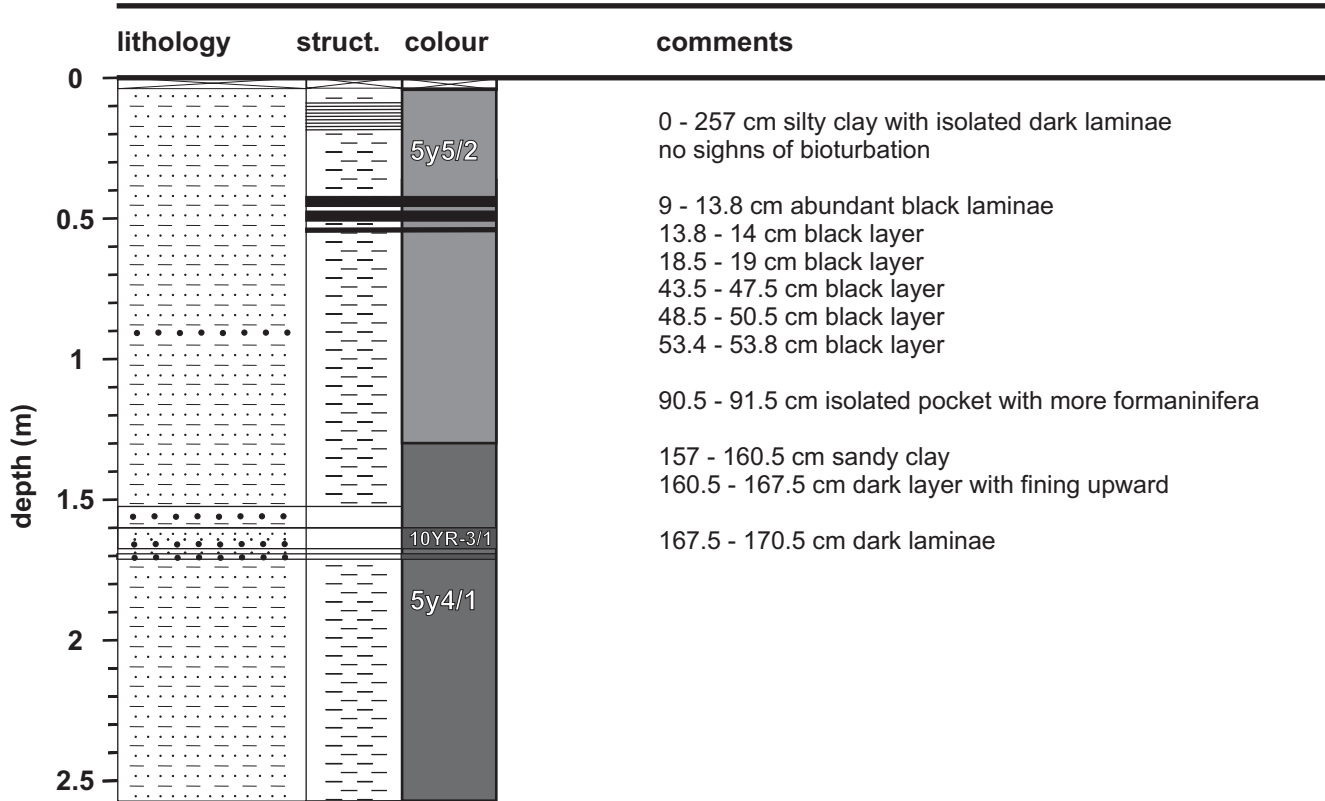 lithology struct. colour comments
0
0 - 257 cm silty clay with isolated dark laminae
no sighns of bioturbation
5y5/2
9 - 13.8 cm abundant black laminae
0.5
13.8 - 14 cm black layer
18.5 - 19 cm black layer
43.5 - 47.5 cm black layer
48.5 - 50.5 cm black layer
53.4 - 53.8 cm black layer
1
90.5 - 91.5 cm isolated pocket with more formaninifera
depth (m)
157 - 160.5 cm sandy clay
160.5 - 167.5 cm dark layer with fining upward
1.5
10YR-3/1
167.5 - 170.5 cm dark laminae
5y4/1
2
2.5